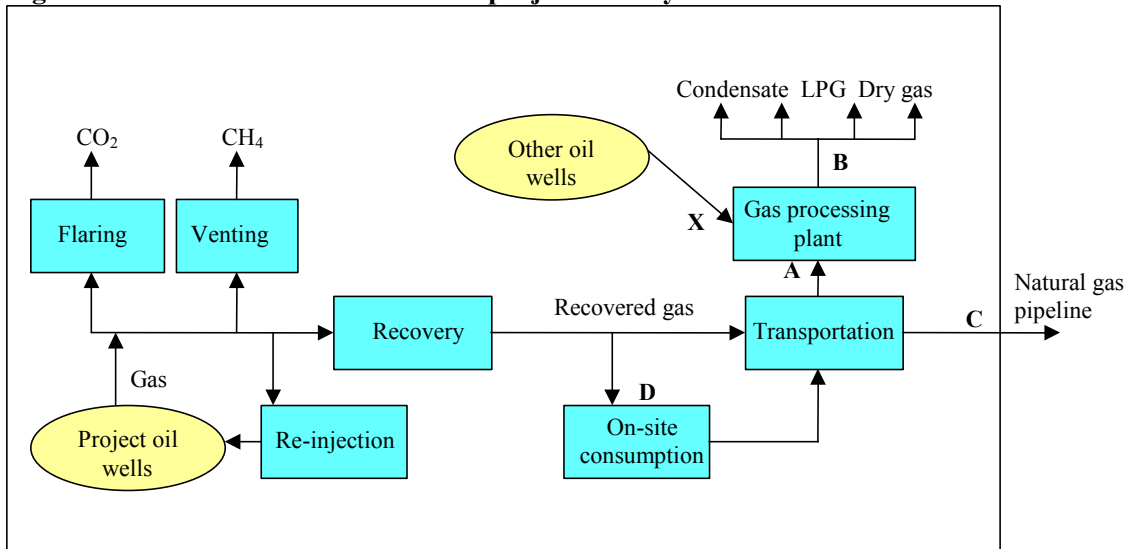 Condensate LPG Dry gas
CO₂
CH₄
Other oil
wells
B
Flaring
Venting
X
Gas processing
plant
A
Natural gas
pipeline
Recovered gas
C
Recovery
Transportation
Gas
D
Project oil
wells
Re-injection
On-site
consumption